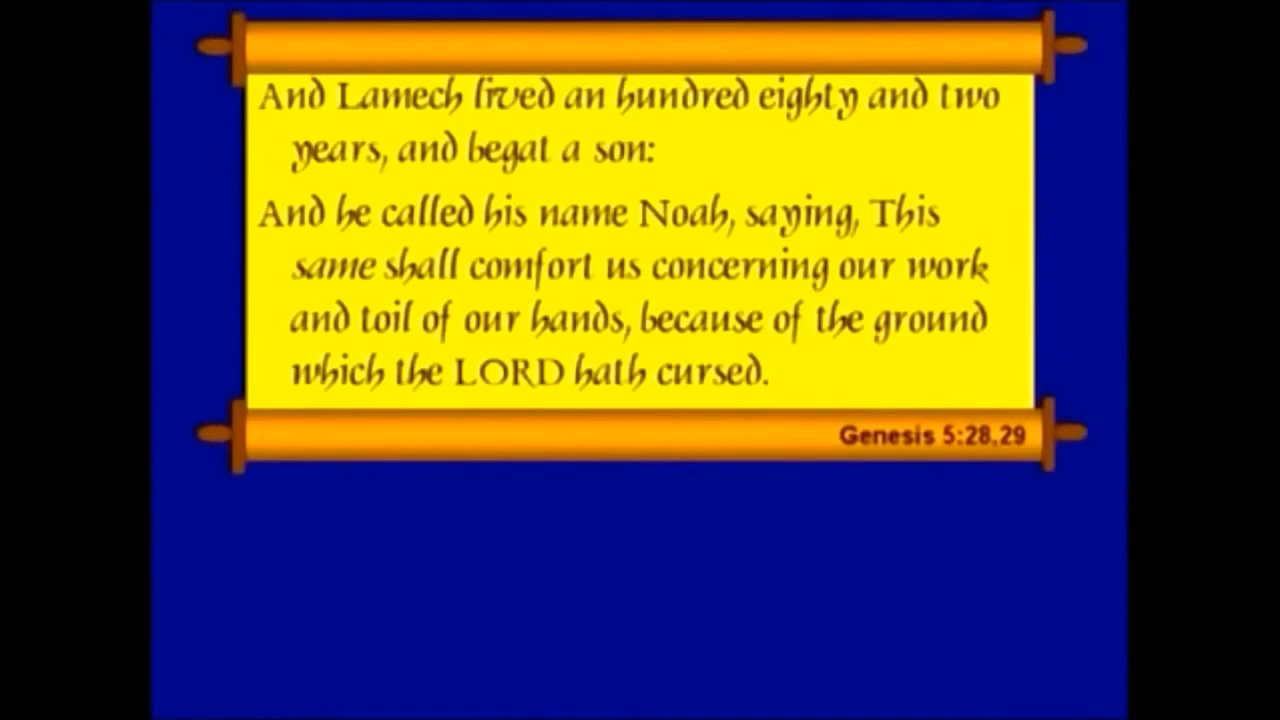 And Lamech lived an hundred eighty and two
years, and begat a son:
And he called his name Noah, saying, This
same shall comfort us concerning our work
and toil of our hands, because of the ground
which the LORD hath cursed.
Genesis 5:28,29